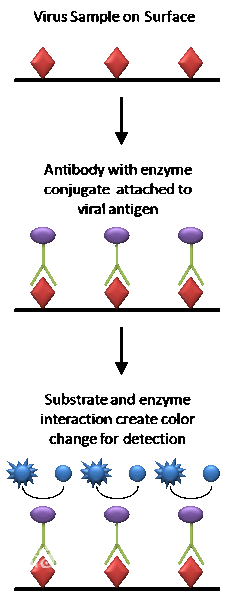 Virus Sample on Surface
Antibody with enzyme
conjugate attached to
viral antigen
Substrate and enzyme
interaction create color
change for detection